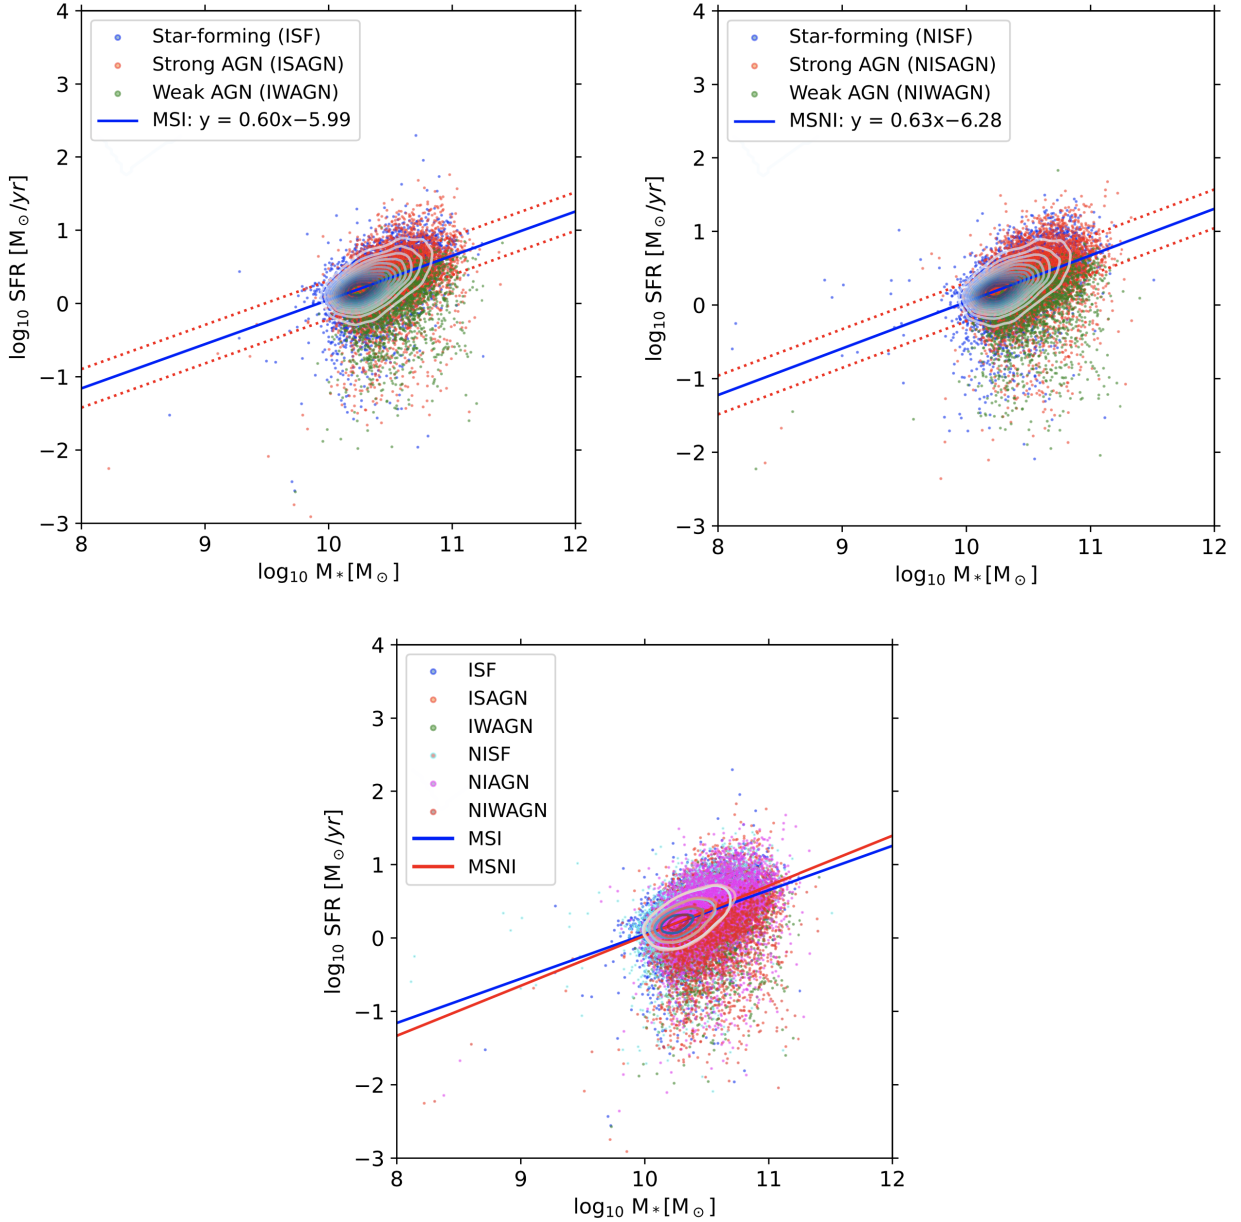 4
3
2
1
0
−1
−2
−3
log₁₀ SFR [M⊙/yr]
Star-forming (ISF)
Strong AGN (ISAGN)
Weak AGN (IWAGN)
MSI: y = 0.60x−5.99
8
9
10
11
12
log₁₀ M∗[M⊙]
4
3
2
1
0
−1
−2
−3
log₁₀ SFR [M⊙/yr]
Star-forming (NISF)
Strong AGN (NISAGN)
Weak AGN (NIWAGN)
MSNI: y = 0.63x−6.28
8
9
10
11
12
log₁₀ M∗[M⊙]
4
3
2
1
0
−1
−2
−3
log₁₀ SFR [M⊙/yr]
ISF
ISAGN
IWAGN
NISF
NIAGN
NIWAGN
MSI
MSNI
8
9
10
11
12
log₁₀ M∗[M⊙]